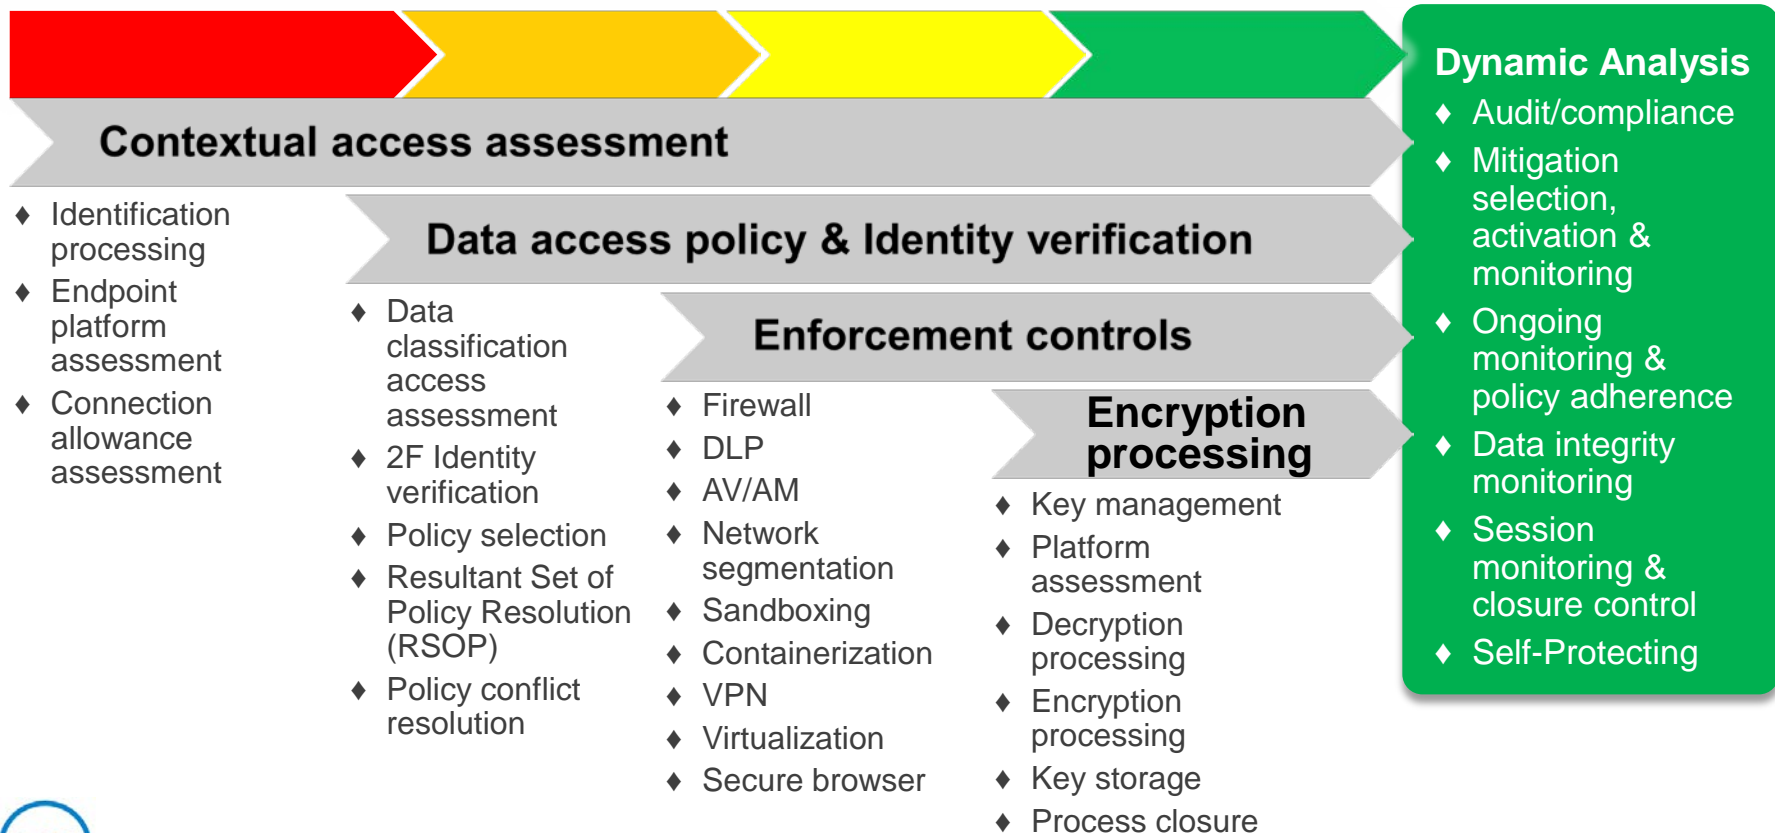 Contextual access assessment
♦ Identification
processing
♦ Endpoint
platform
assessment
♦ Connection
allowance
assessment
Data access policy & Identity verification
♦ Data
classification
access
assessment
♦ 2F Identity
verification
♦ Policy selection
♦ Resultant Set of
Policy Resolution
(RSOP)
♦ Policy conflict
resolution
Enforcement controls
♦ Firewall
♦ DLP
♦ AV/AM
♦ Network
segmentation
♦ Sandboxing
♦ Containerization
♦ VPN
♦ Virtualization
♦ Secure browser
Encryption
processing
♦ Key management
♦ Platform
assessment
♦ Decryption
processing
♦ Encryption
processing
♦ Key storage
♦ Process closure
Dynamic Analysis
♦ Audit/compliance
♦ Mitigation
selection,
activation &
monitoring
♦ Ongoing
monitoring &
policy adherence
♦ Data integrity
monitoring
♦ Session
monitoring &
closure control
♦ Self-Protecting